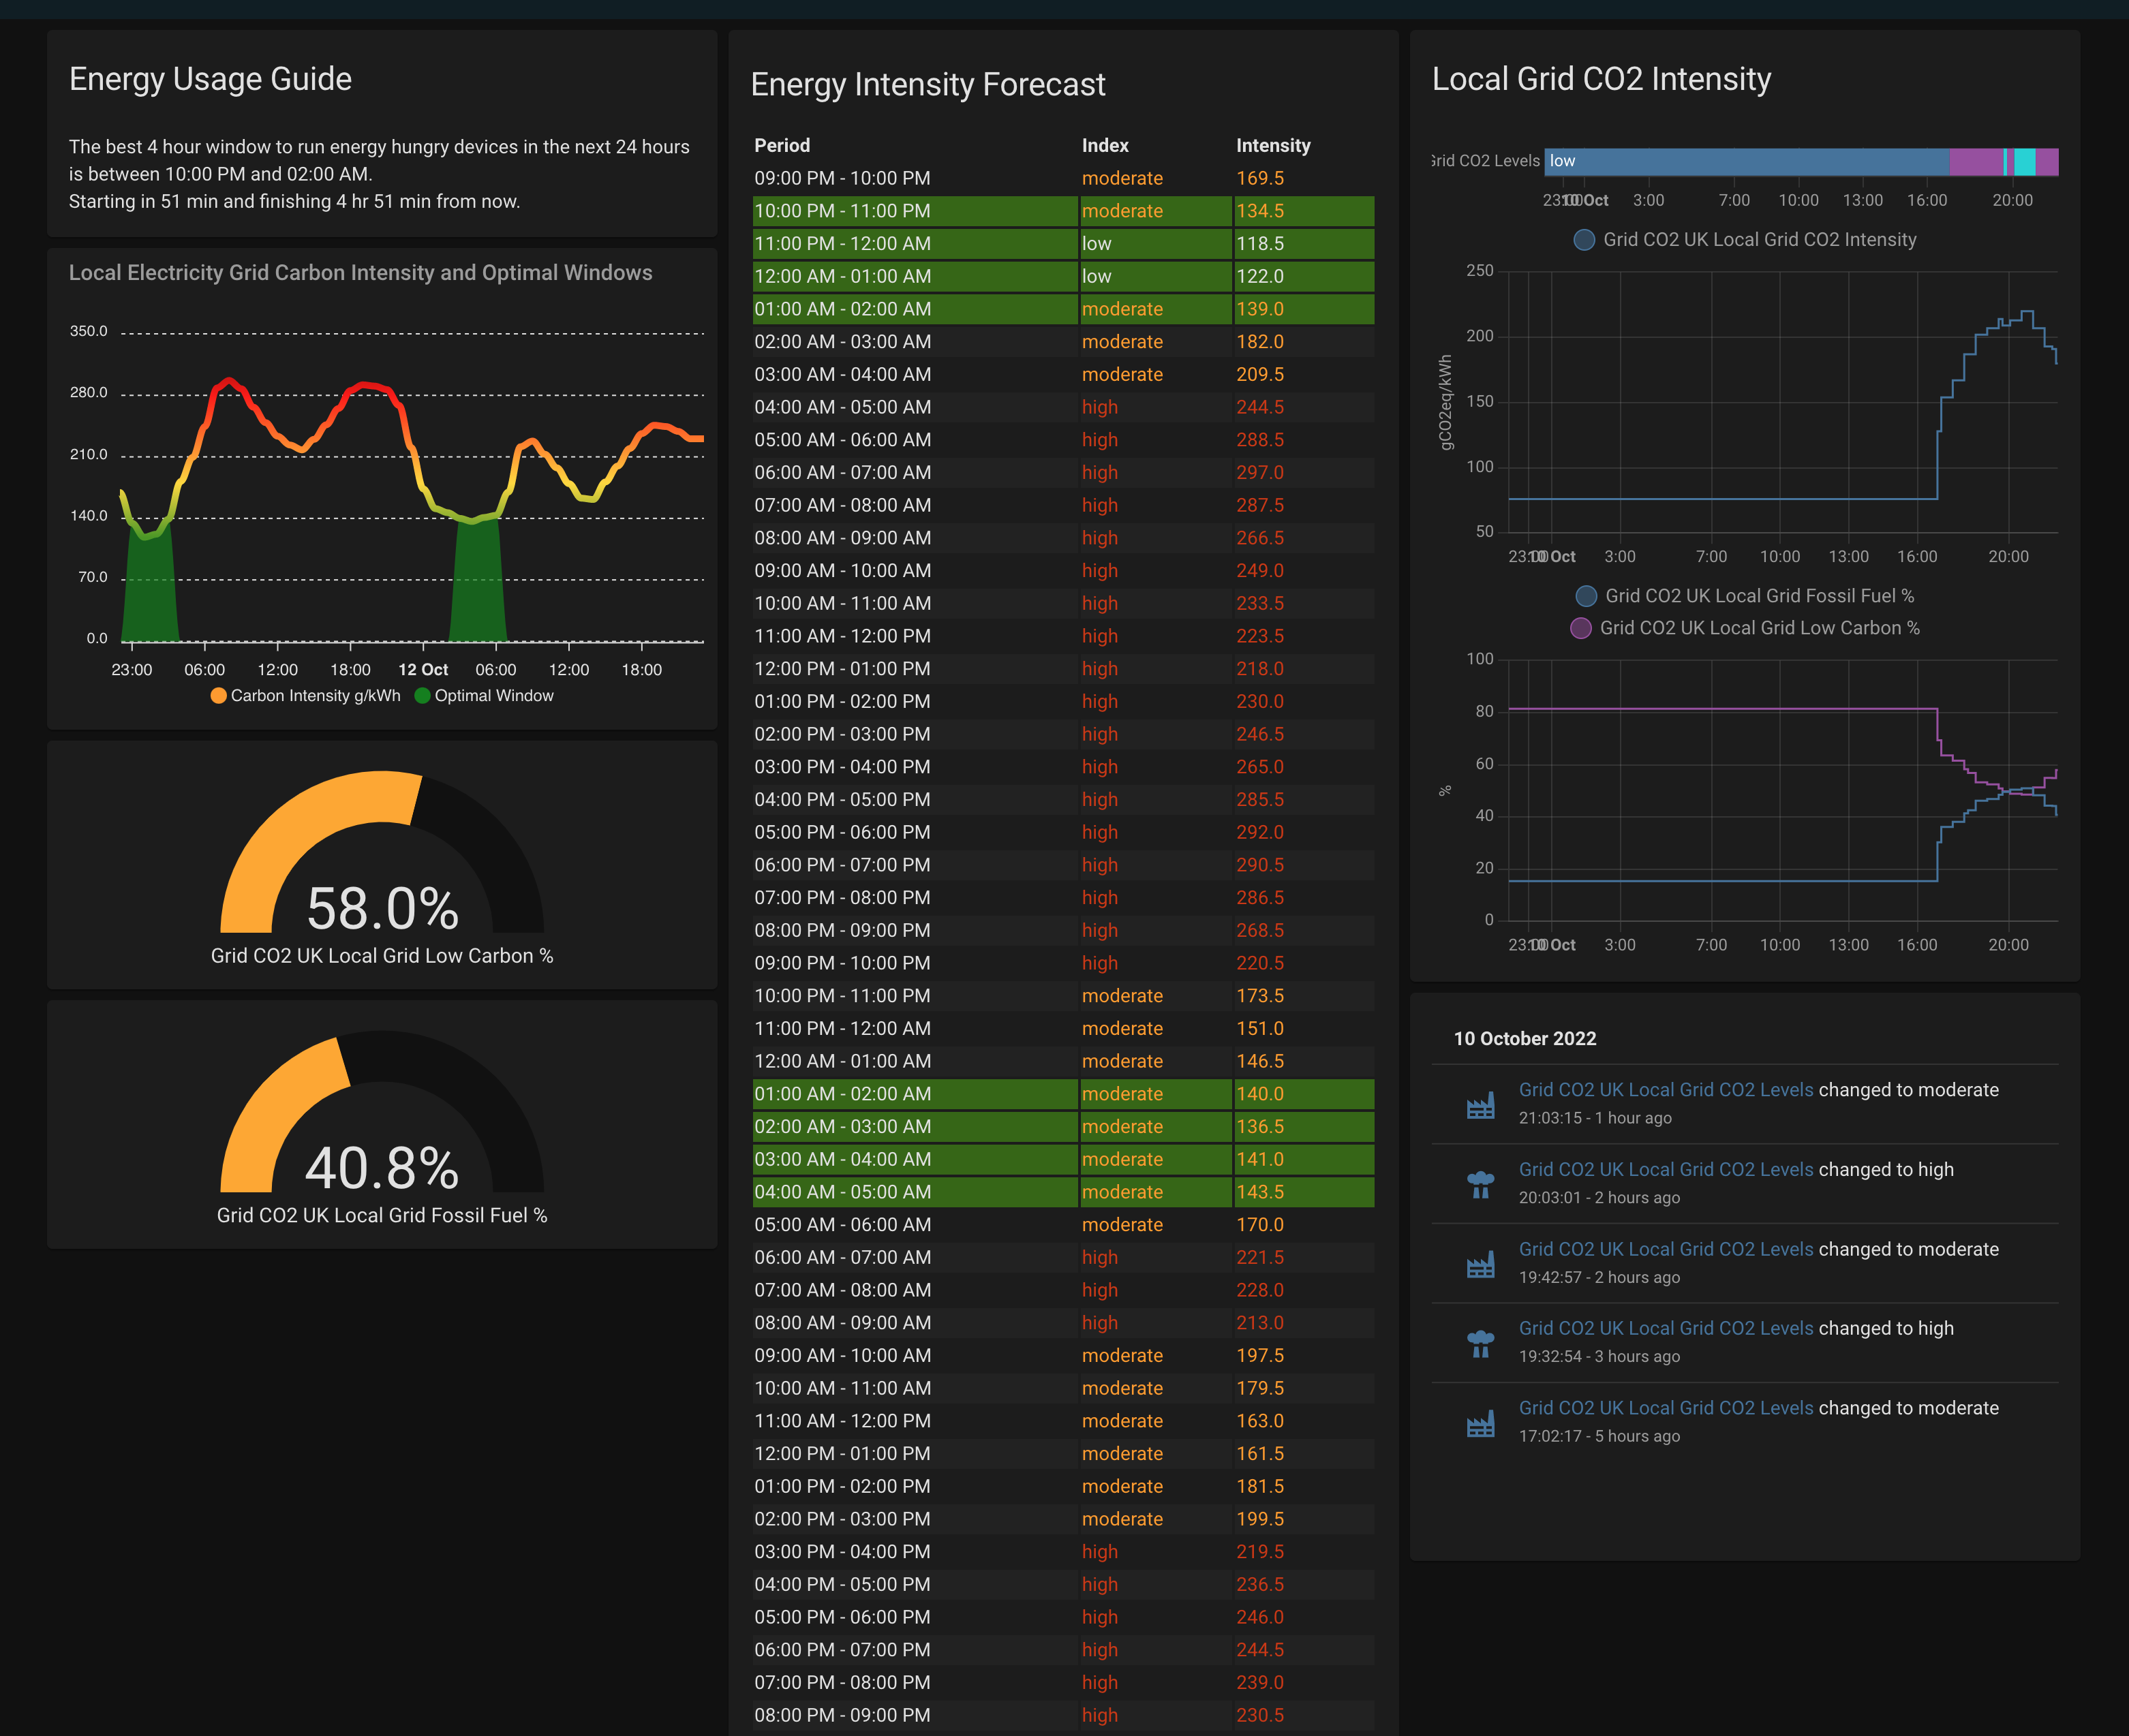 Energy Usage Guide
The best 4 hour window to run energy hungry devices in the next 24 hours
is between 10:00 PM and 02:00 AM.
Starting in 51 min and finishing 4 hr 51 min from now.
Local Electricity Grid Carbon Intensity and Optimal Windows
350.0
280.0
210.0
140.0
70.0
0.0
23:00 06:00 12:00 18:00 12 Oct 06:00 12:00 18:00
Carbon Intensity g/kWh Optimal Window
58.0%
Grid CO2 UK Local Grid Low Carbon %
40.8%
Grid CO2 UK Local Grid Fossil Fuel %
Energy Intensity Forecast
Period Index Intensity
09:00 PM - 10:00 PM moderate 169.5
10:00 PM - 11:00 PM moderate 134.5
11:00 PM - 12:00 AM low 118.5
12:00 AM - 01:00 AM low 122.0
01:00 AM - 02:00 AM moderate 139.0
02:00 AM - 03:00 AM moderate 182.0
03:00 AM - 04:00 AM moderate 209.5
04:00 AM - 05:00 AM high 244.5
05:00 AM - 06:00 AM high 288.5
06:00 AM - 07:00 AM high 297.0
07:00 AM - 08:00 AM high 287.5
08:00 AM - 09:00 AM high 266.5
09:00 AM - 10:00 AM high 249.0
10:00 AM - 11:00 AM high 233.5
11:00 AM - 12:00 PM high 223.5
12:00 PM - 01:00 PM high 218.0
01:00 PM - 02:00 PM high 230.0
02:00 PM - 03:00 PM high 246.5
03:00 PM - 04:00 PM high 265.0
04:00 PM - 05:00 PM high 285.5
05:00 PM - 06:00 PM high 292.0
06:00 PM - 07:00 PM high 290.5
07:00 PM - 08:00 PM high 286.5
08:00 PM - 09:00 PM high 268.5
09:00 PM - 10:00 PM high 220.5
10:00 PM - 11:00 PM moderate 173.5
11:00 PM - 12:00 AM moderate 151.0
12:00 AM - 01:00 AM moderate 146.5
01:00 AM - 02:00 AM moderate 140.0
02:00 AM - 03:00 AM moderate 136.5
03:00 AM - 04:00 AM moderate 141.0
04:00 AM - 05:00 AM moderate 143.5
05:00 AM - 06:00 AM moderate 170.0
06:00 AM - 07:00 AM high 221.5
07:00 AM - 08:00 AM high 228.0
08:00 AM - 09:00 AM high 213.0
09:00 AM - 10:00 AM moderate 197.5
10:00 AM - 11:00 AM moderate 179.5
11:00 AM - 12:00 PM moderate 163.0
12:00 PM - 01:00 PM moderate 161.5
01:00 PM - 02:00 PM moderate 181.5
02:00 PM - 03:00 PM moderate 199.5
03:00 PM - 04:00 PM high 219.5
04:00 PM - 05:00 PM high 236.5
05:00 PM - 06:00 PM high 246.0
06:00 PM - 07:00 PM high 244.5
07:00 PM - 08:00 PM high 239.0
08:00 PM - 09:00 PM high 230.5
Local Grid CO2 Intensity
Grid CO2 Levels low
23:00 10 Oct 3:00 7:00 10:00 13:00 16:00 20:00
Grid CO2 UK Local Grid CO2 Intensity
250
200
150
100
50
gCO2eq/kWh
23:00 10 Oct 3:00 7:00 10:00 13:00 16:00 20:00
Grid CO2 UK Local Grid Fossil Fuel %
Grid CO2 UK Local Grid Low Carbon %
100
80
60
40
20
0
%
23:00 10 Oct 3:00 7:00 10:00 13:00 16:00 20:00
10 October 2022
Grid CO2 UK Local Grid CO2 Levels changed to moderate
21:03:15 - 1 hour ago
Grid CO2 UK Local Grid CO2 Levels changed to high
20:03:01 - 2 hours ago
Grid CO2 UK Local Grid CO2 Levels changed to moderate
19:42:57 - 2 hours ago
Grid CO2 UK Local Grid CO2 Levels changed to high
19:32:54 - 3 hours ago
Grid CO2 UK Local Grid CO2 Levels changed to moderate
17:02:17 - 5 hours ago